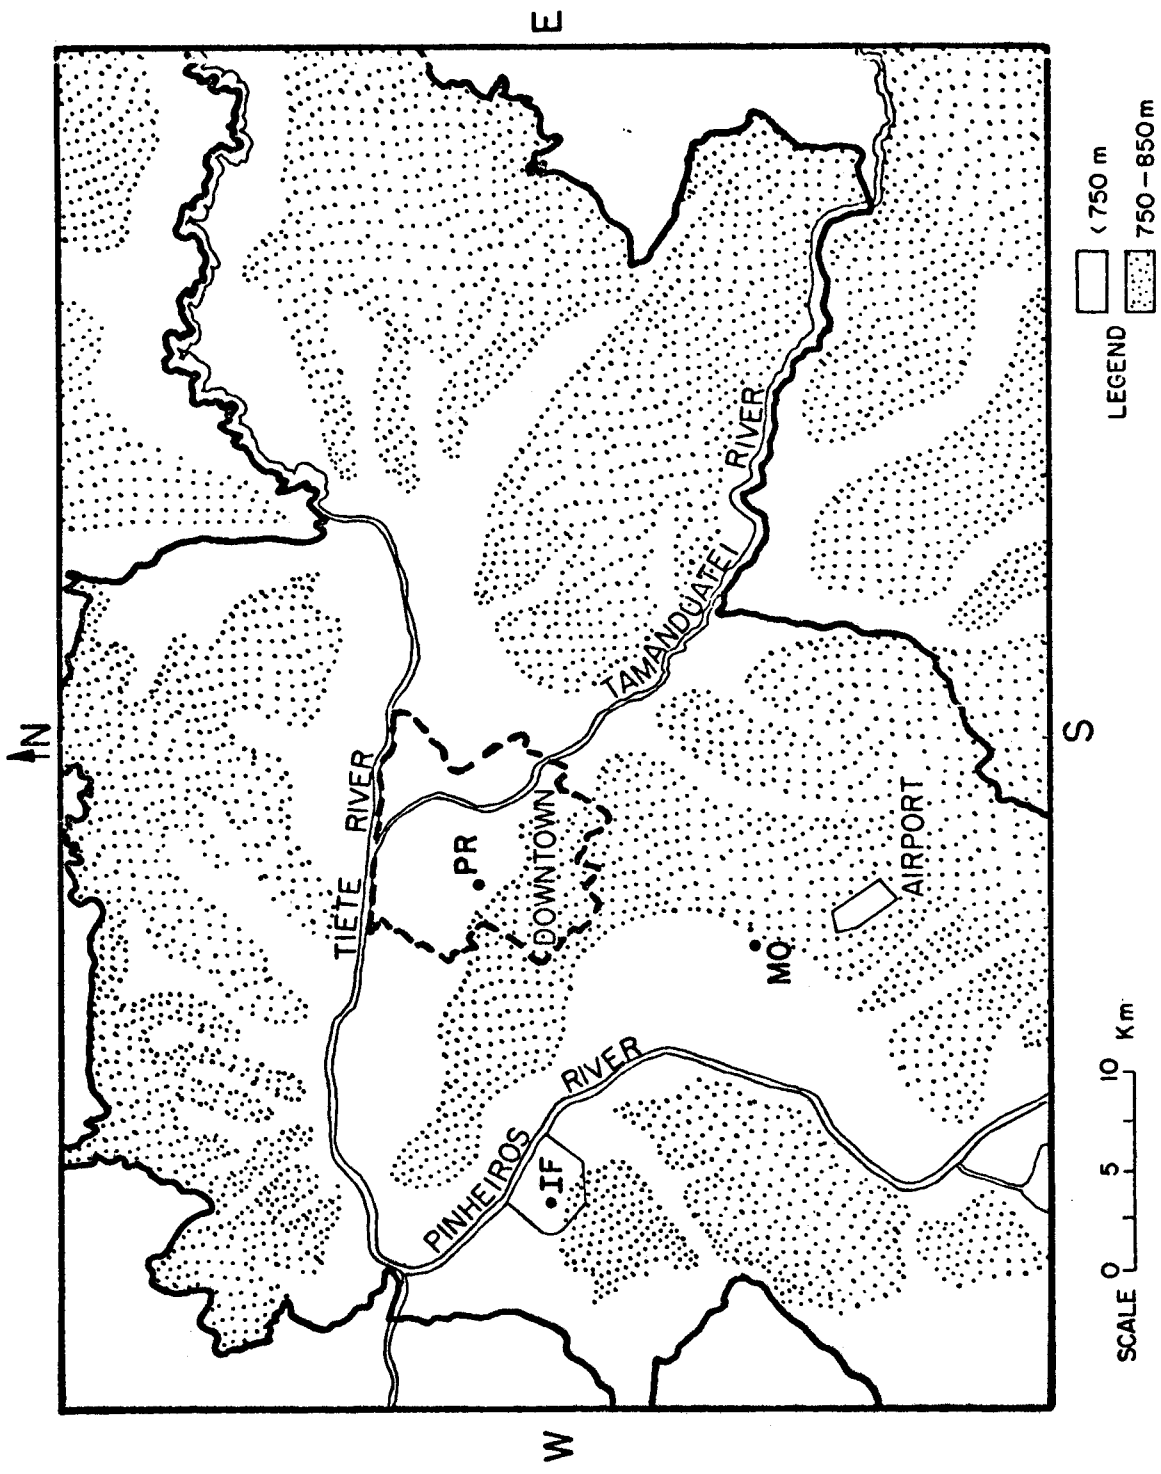 N
W
E
S
TIETE RIVER
PR
DOWNTOWN
TAMANDUATEI RIVER
PINHEIROS RIVER
IF
MO
AIRPORT
SCALE 0 5 10 Km
LEGEND
< 750 m
750-850m